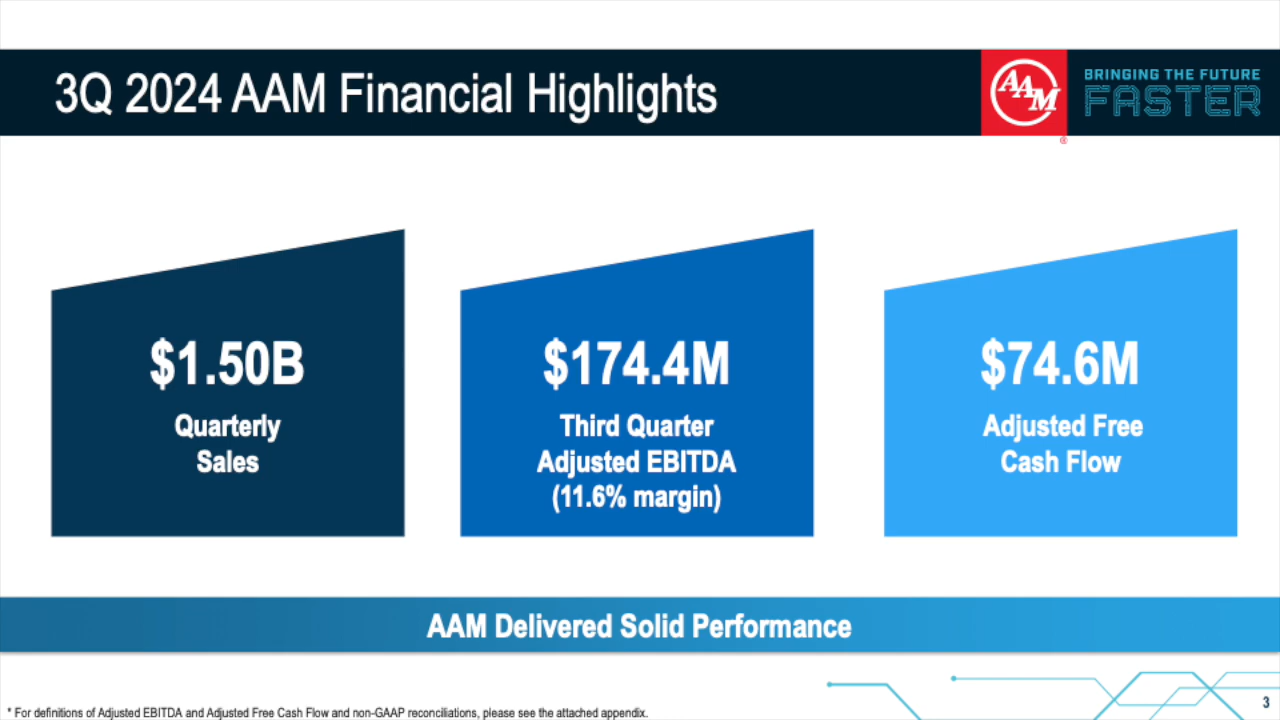 3Q 2024 AAM Financial Highlights
AAM
®
BRINGING THE FUTURE
FASTER
$1.50B
Quarterly
Sales
$174.4M
Third Quarter
Adjusted EBITDA
(11.6% margin)
$74.6M
Adjusted Free
Cash Flow
AAM Delivered Solid Performance
* For definitions of Adjusted EBITDA and Adjusted Free Cash Flow and non-GAAP reconciliations, please see the attached appendix.
3